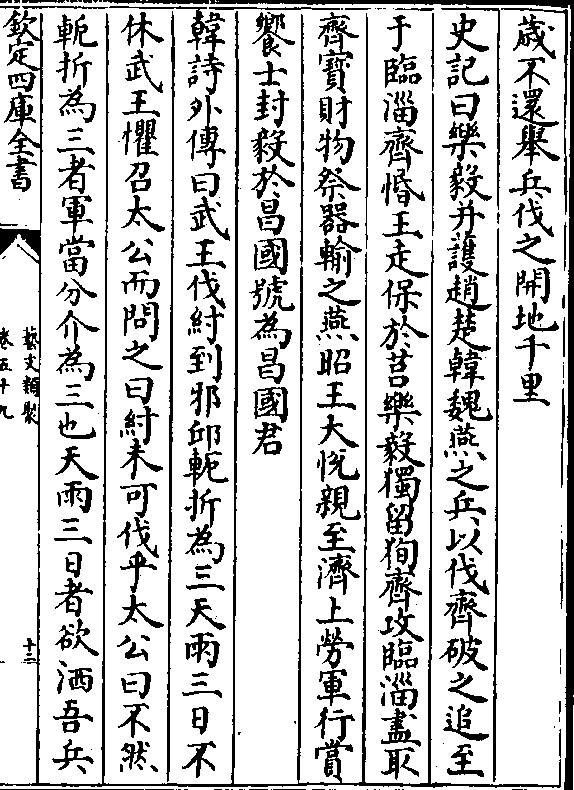 歳不還舉兵伐之開地千里
史記曰樂毅并護趙楚韓魏燕之兵以伐齊破之追至
于臨淄齊愍王走保於莒樂毅獨留狥齊攻臨淄盡取
齊寳財物祭器輸之燕昭王大悅親至濟上勞軍行賞
饗士封毅於昌國號為昌國君
韓詩外傳曰武王伐紂到邢邱軛折為三天雨三日不
休武王懼召太公而問之曰紂未可伐乎太公曰不然
軛折為三者軍當分介為三也天雨三日者欲洒吾兵
欽定四庫全書
藝文類聚
卷五十九
十三